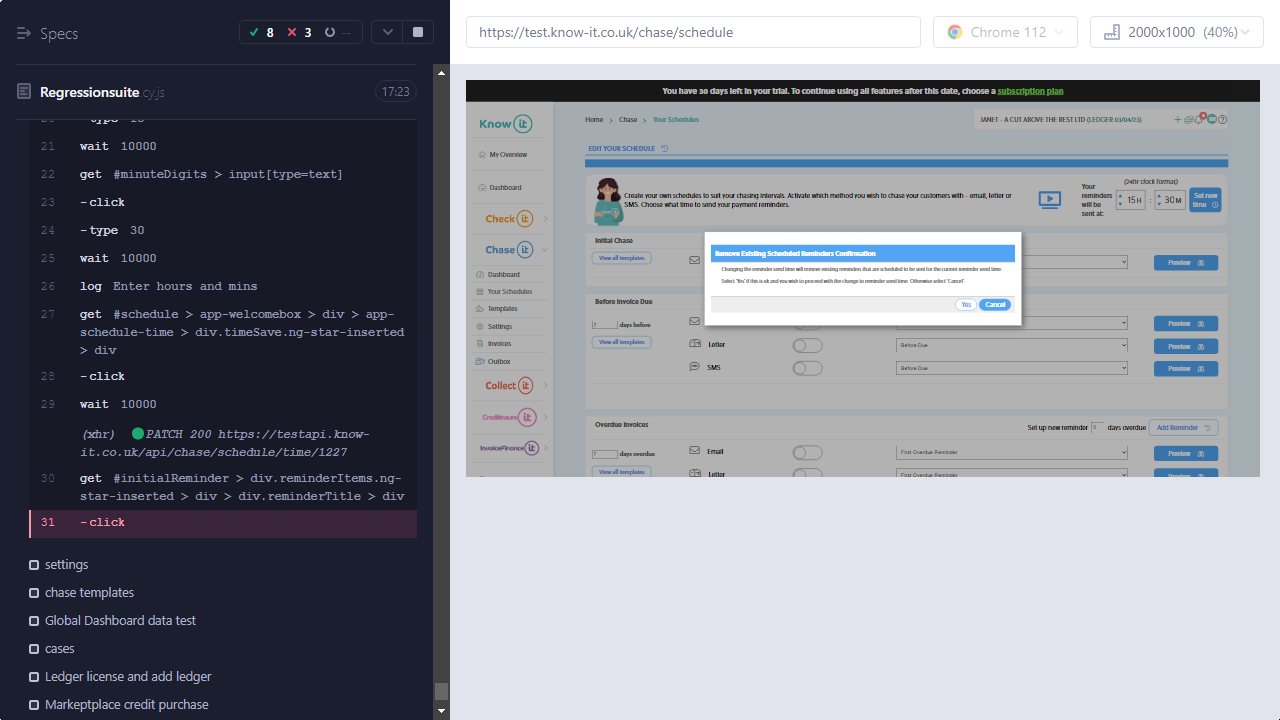 Specs
8
3
--
Regressionsuite.cy.js
17:23
21 wait 10000
22 get #minuteDigits > input[type=text]
23 -click
24 -type 30
25 wait 10000
26 log Enter hours and mins
27 get #schedule > app-welcomebox > div > app-
schedule-time > div.timeSave.ng-star-inserted
> div
28 -click
29 wait 10000
(xhr) PATCH 200 https://testapi.know-
it.co.uk/api/chase/schedule/time/1227
30 get #initialReminder > div.reminderItems.ng-
star-inserted > div > div.reminderTitle > div
31 -click
settings
chase templates
Global Dashboard data test
cases
Ledger license and add ledger
Marketplace credit purchase
https://test.know-it.co.uk/chase/schedule
Chrome 112
2000x1000 (40%)
You have 30 days left in your trial. To continue using all features after this date, choose a subscription plan
Know it
My Overview
Dashboard
Check it
Chase it
Dashboard
Your Schedules
Templates
Settings
Invoices
Outbox
Collect it
CreditInsure it
InvoiceFinance it
Home > Chase > Your Schedules
JANET - A CUT ABOVE THE REST LTD (LEDGER 03/04/23)
EDIT YOUR SCHEDULE
Create your own schedules to suit your chasing intervals. Activate which method you wish to chase your customers with - email, letter or
SMS. Choose what time to send your payment reminders.
Your
reminders
will be
sent at:
(24hr clock format)
15 H : 30 M
Set new
time
Initial Chase
View all templates
Preview
Remove Existing Scheduled Reminders Confirmation
Changing the reminder send time will remove existing reminders that are scheduled to be sent for the current reminder send time.
Select 'Yes' if this is ok and you wish to proceed with the change to reminder send time. Otherwise select 'Cancel'.
Yes
Cancel
Before Invoice Due
7 days before
View all templates
Preview
Letter
Before Due
Preview
SMS
Before Due
Preview
Overdue Invoices
Set up new reminder
days overdue
Add Reminder
7 days overdue
View all templates
Email
First Overdue Reminder
Preview
Letter
First Overdue Reminder
Preview